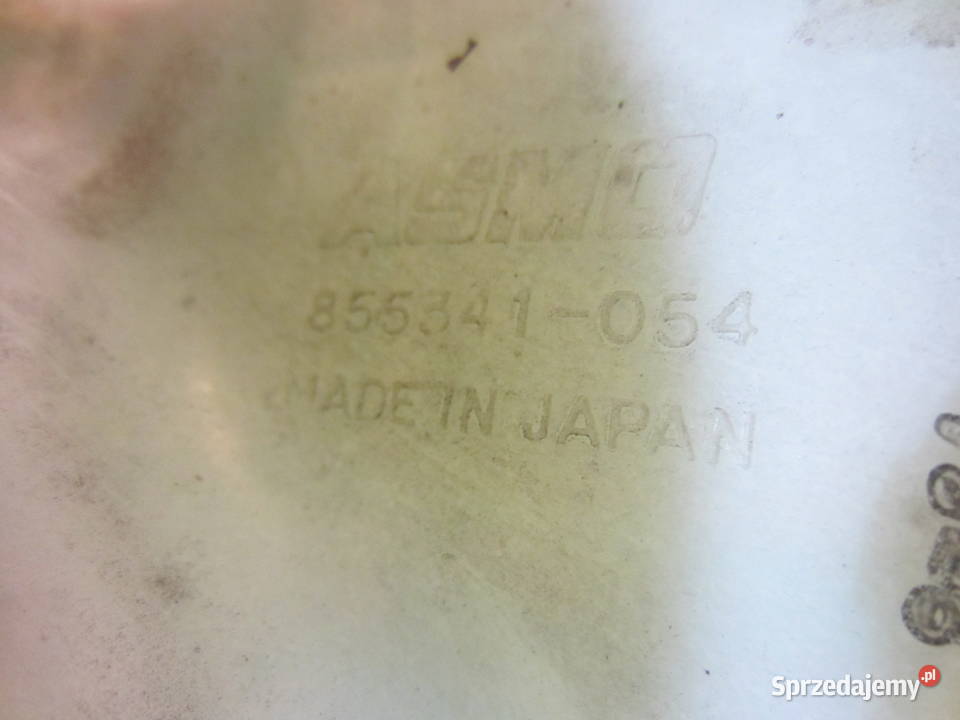 ASMO
855341-054
MADE IN JAPAN
Sprzedajemy.pl